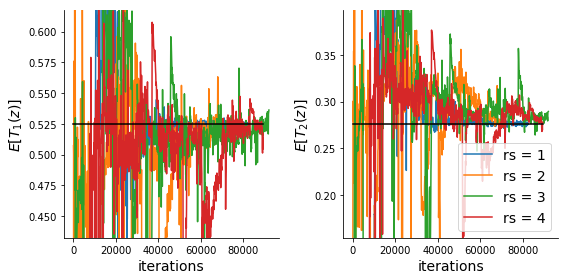 E[T₁(z)]
0.600
0.575
0.550
0.525
0.500
0.475
0.450
0 20000 40000 60000 80000
iterations
E[T₂(z)]
0.35
0.30
0.25
0.20
0 20000 40000 60000 80000
iterations
rs = 1
rs = 2
rs = 3
rs = 4